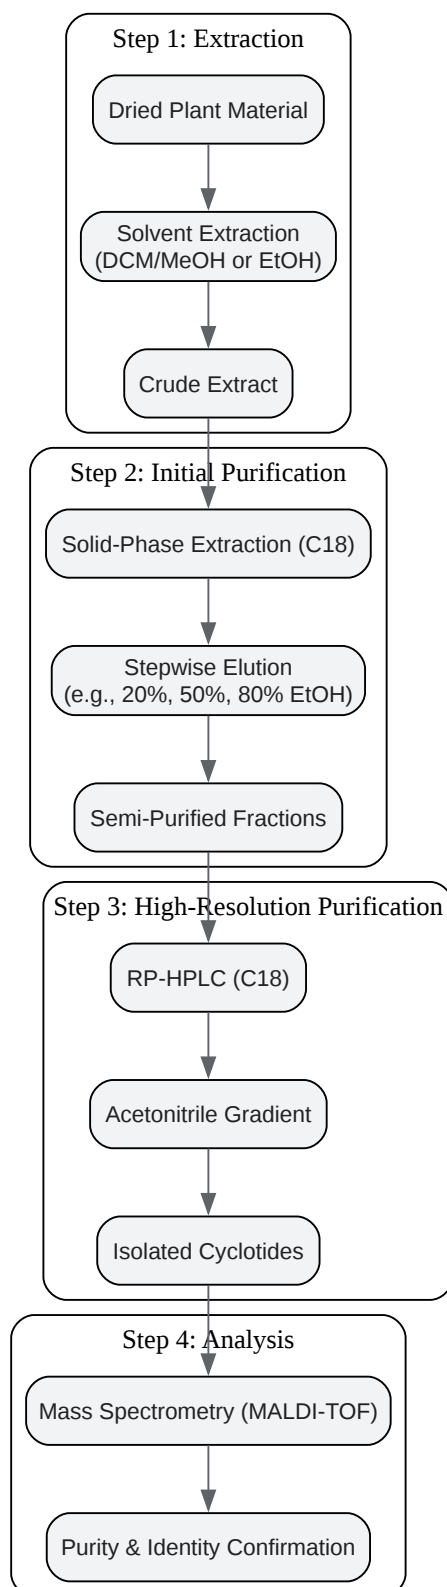 Step 1: Extraction
Dried Plant Material
Solvent Extraction
(DCM/MeOH or EtOH)
Crude Extract
Step 2: Initial Purification
Solid-Phase Extraction (C18)
Stepwise Elution
(e.g., 20%, 50%, 80% EtOH)
Semi-Purified Fractions
Step 3: High-Resolution Purification
RP-HPLC (C18)
Acetonitrile Gradient
Isolated Cyclotides
Step 4: Analysis
Mass Spectrometry (MALDI-TOF)
Purity & Identity Confirmation